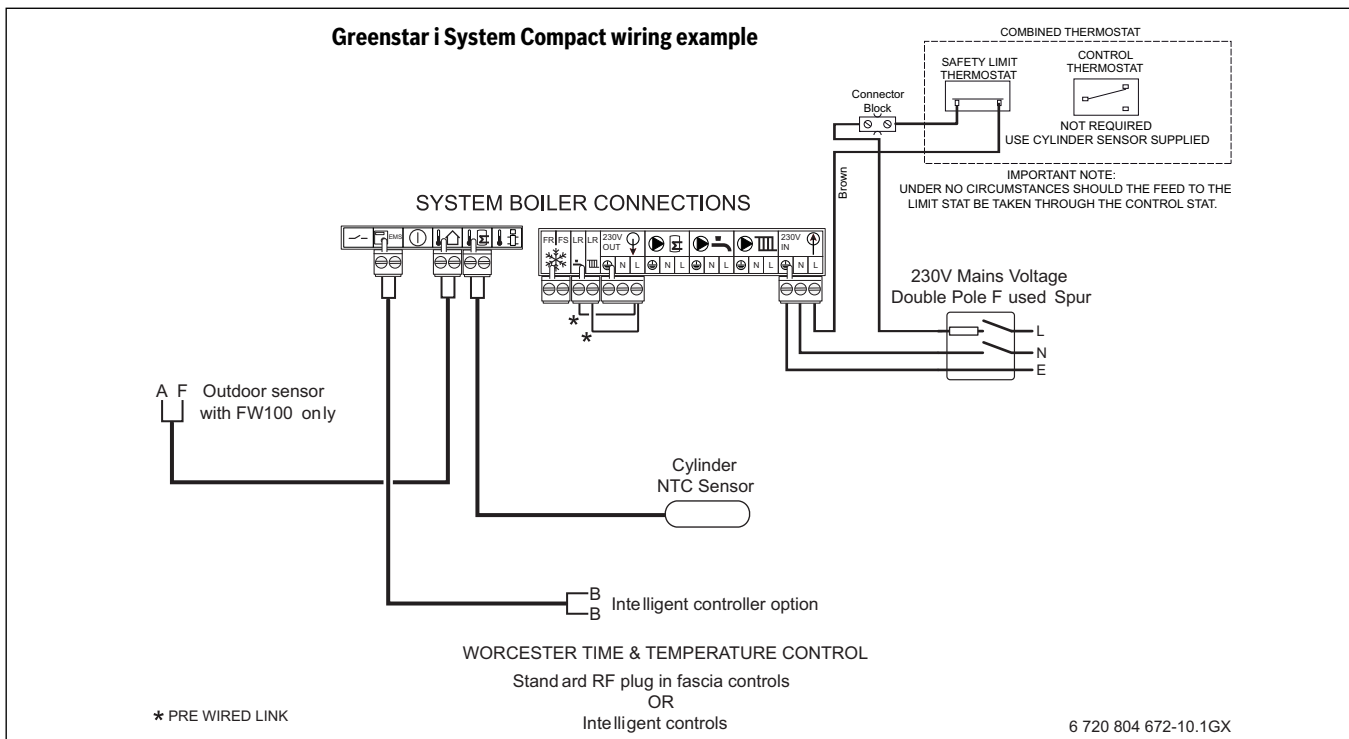 Greenstar i System Compact wiring example
COMBINED THERMOSTAT
SAFETY LIMIT
THERMOSTAT
CONTROL
THERMOSTAT
Connector
Block
NOT REQUIRED
USE CYLINDER SENSOR SUPPLIED
Brown
IMPORTANT NOTE:
UNDER NO CIRCUMSTANCES SHOULD THE FEED TO THE
LIMIT STAT BE TAKEN THROUGH THE CONTROL STAT.
SYSTEM BOILER CONNECTIONS
EMS
FR FS LR LR 230V OUT
230V IN
N L N L N L N L N L
230V Mains Voltage
Double Pole F used Spur
L
N
E
* *
A F Outdoor sensor
with FW100 only
Cylinder
NTC Sensor
B
B
Intelligent controller option
WORCESTER TIME & TEMPERATURE CONTROL
Stand ard RF plug in fascia controls
OR
Intelligent controls
* PRE WIRED LINK
6 720 804 672-10.1GX